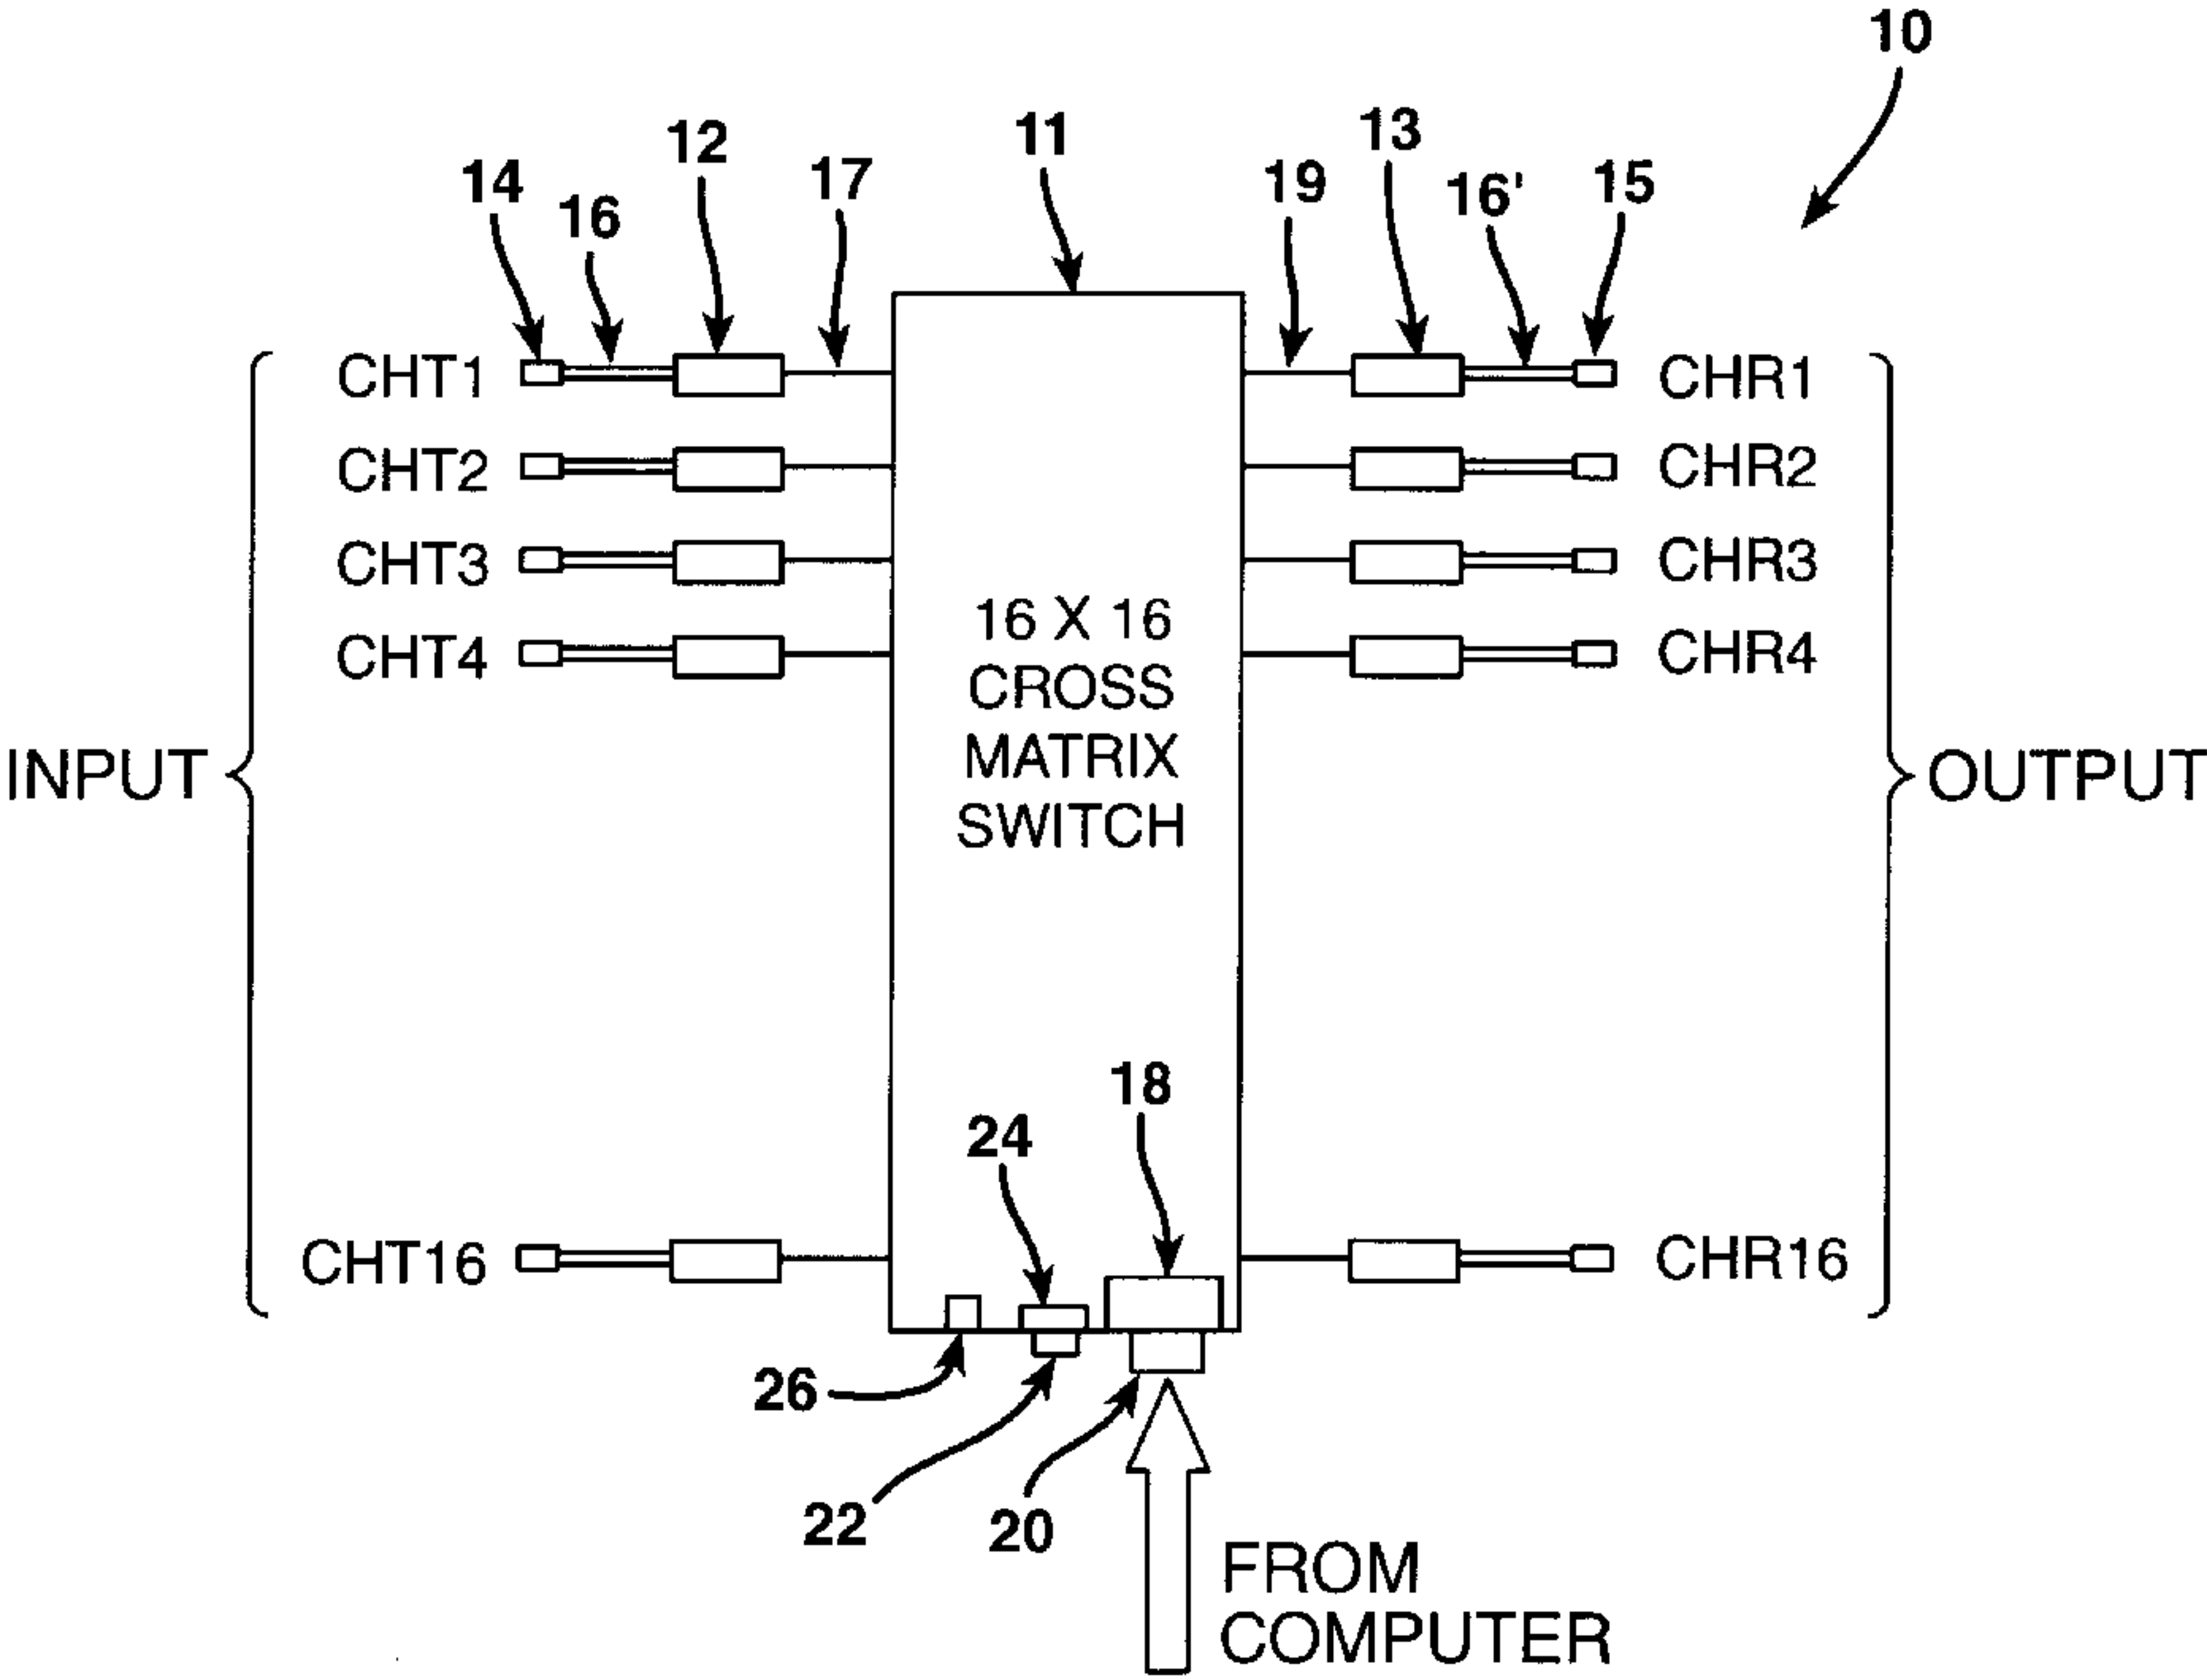 10
11
12
13
14
16
17
19
16'
15
CHT1
CHR1
CHT2
CHR2
CHT3
CHR3
CHT4
CHR4
16 X 16
CROSS
MATRIX
SWITCH
INPUT
OUTPUT
18
24
CHT16
CHR16
26
22
20
FROM
COMPUTER